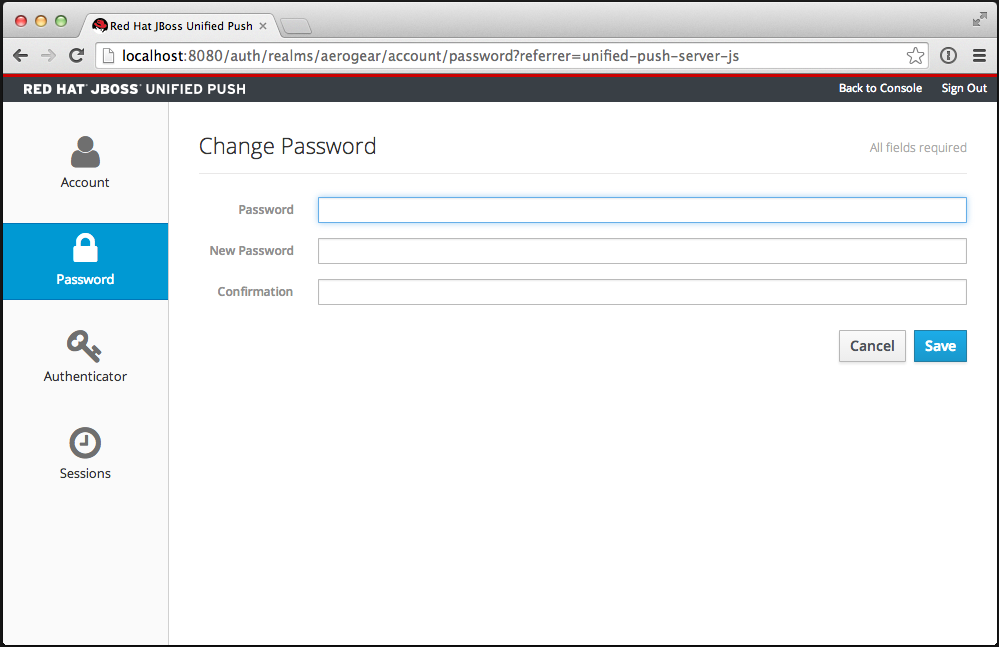 Red Hat JBoss Unified Push
localhost:8080/auth/realms/aerogear/account/password?referrer=unified-push-server-js
RED HAT® JBOSS® UNIFIED PUSH
Back to Console
Sign Out
Account
Password
Authenticator
Sessions
Change Password
All fields required
Password
New Password
Confirmation
Cancel
Save